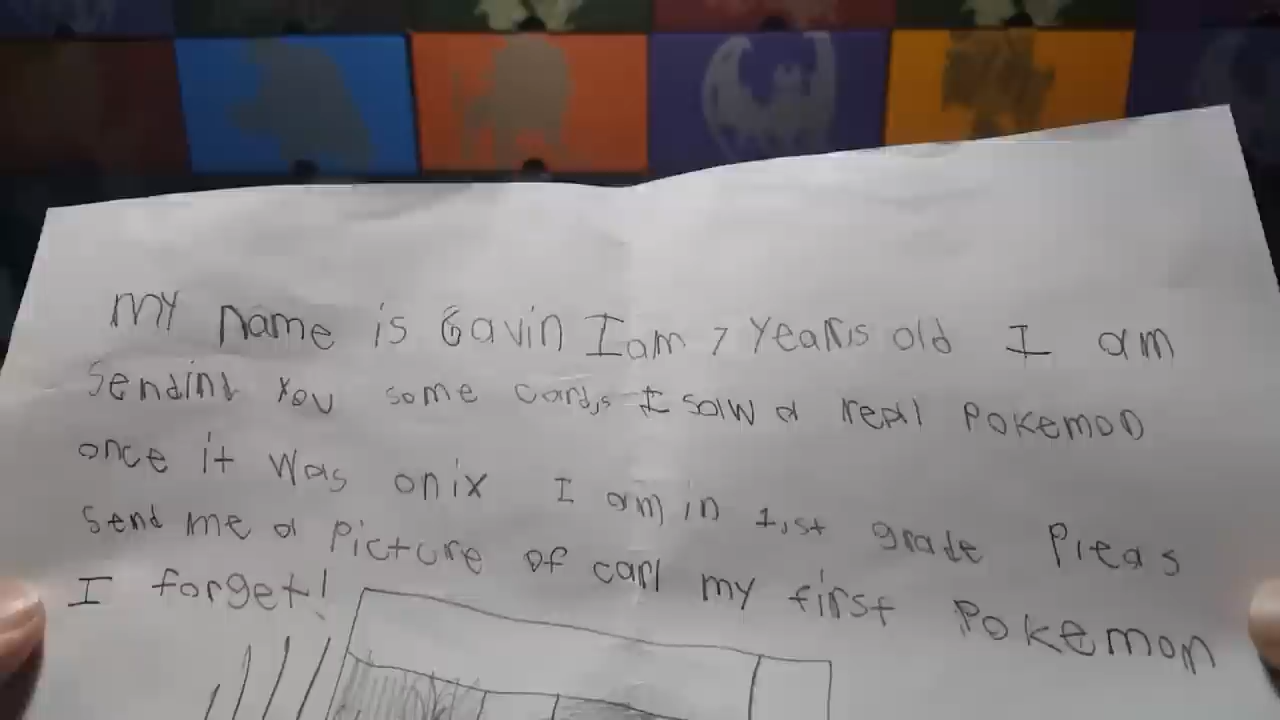 My name is Gavin I am 7 years old I am
Sendint you some cards I saw a real Pokemon
once it was onix I am in 1st grade Pleas
Send me a picture of carl my first Pokemon
I forget!